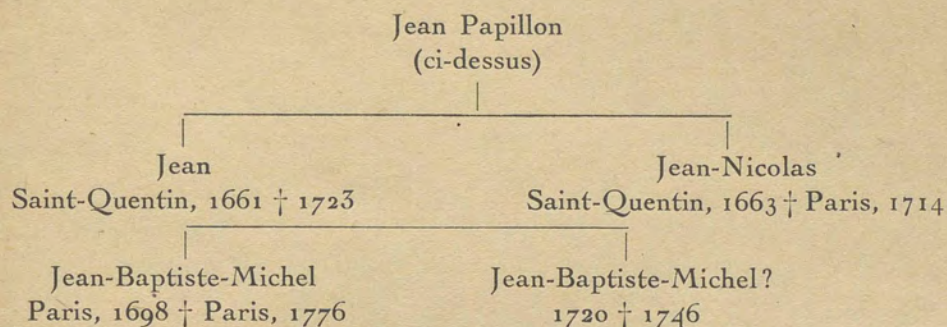 Jean Papillon
(ci-dessus)
Jean
Jean-Nicolas
Saint-Quentin, 1661 † 1723
Saint-Quentin, 1663 † Paris, 1714
Jean-Baptiste-Michel
Jean-Baptiste-Michel?
Paris, 1698 † Paris, 1776
1720 † 1746